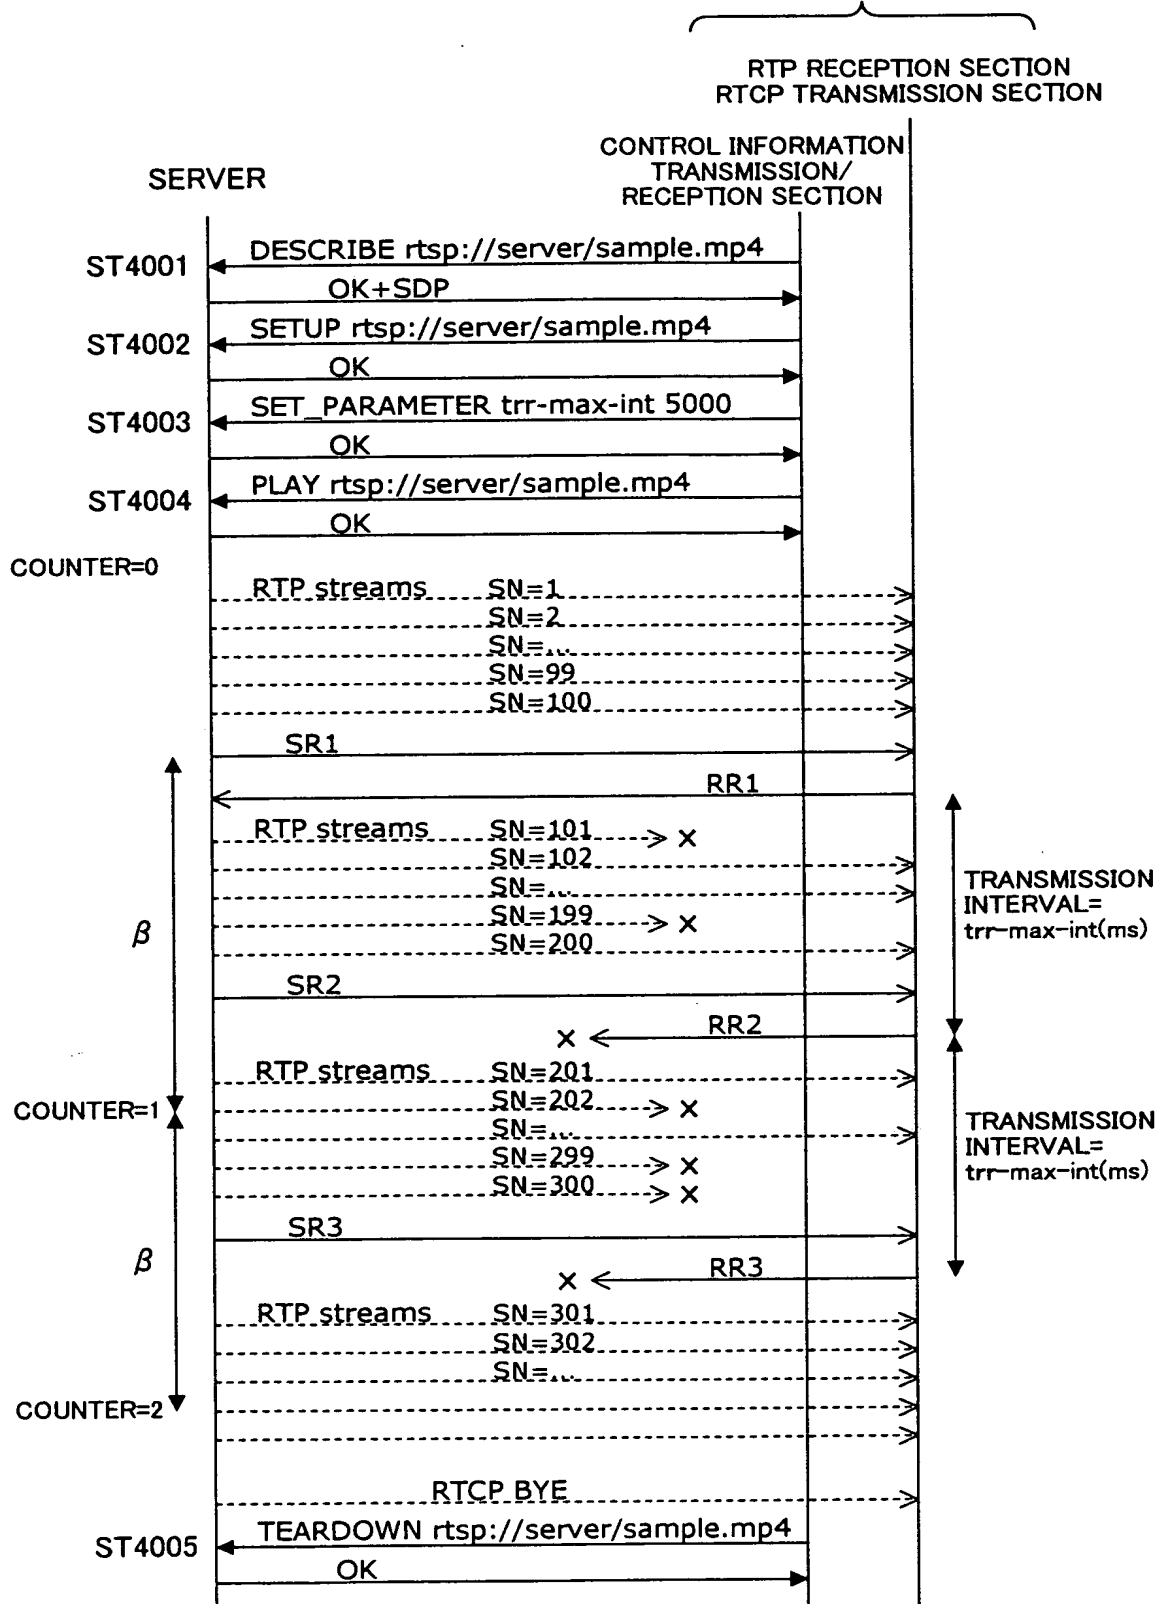 RTP RECEPTION SECTION
RTCP TRANSMISSION SECTION
CONTROL INFORMATION
TRANSMISSION/
RECEPTION SECTION
SERVER
ST4001
DESCRIBE rtsp://server/sample.mp4
OK+SDP
ST4002
SETUP rtsp://server/sample.mp4
OK
ST4003
SET_PARAMETER trr-max-int 5000
OK
ST4004
PLAY rtsp://server/sample.mp4
OK
COUNTER=0
RTP streams SN=1
SN=2
SN=...
SN=99
SN=100
SR1
RR1
RTP streams SN=101 ×
SN=102
SN=...
SN=199 ×
SN=200
β
TRANSMISSION
INTERVAL=
trr-max-int(ms)
SR2
× RR2
RTP streams SN=201
COUNTER=1
SN=202 ×
SN=...
SN=299 ×
SN=300 ×
TRANSMISSION
INTERVAL=
trr-max-int(ms)
SR3
β
× RR3
RTP streams SN=301
SN=302
SN=...
COUNTER=2
RTCP BYE
ST4005
TEARDOWN rtsp://server/sample.mp4
OK